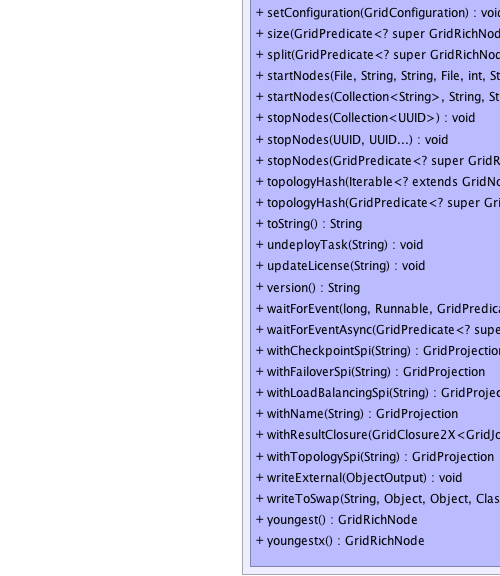 + setConfiguration(GridConfiguration) : voi
+ size(GridPredicate<? super GridRichNod
+ split(GridPredicate<? super GridRichNod
+ startNodes(File, String, String, File, int, St
+ startNodes(Collection<String>, String, St
+ stopNodes(Collection<UUID>) : void
+ stopNodes(UUID, UUID...) : void
+ stopNodes(GridPredicate<? super GridR
+ topologyHash(Iterable<? extends GridNo
+ topologyHash(GridPredicate<? super Gri
+ toString() : String
+ undeployTask(String) : void
+ updateLicense(String) : void
+ version() : String
+ waitForEvent(long, Runnable, GridPredica
+ waitForEventAsync(GridPredicate<? supe
+ withCheckpointSpi(String) : GridProjection
+ withFailoverSpi(String) : GridProjection
+ withLoadBalancingSpi(String) : GridProjec
+ withName(String) : GridProjection
+ withResultClosure(GridClosure2X<GridJo
+ withTopologySpi(String) : GridProjection
+ writeExternal(ObjectOutput) : void
+ writeToSwap(String, Object, Object, Clas
+ youngest() : GridRichNode
+ youngestx() : GridRichNode